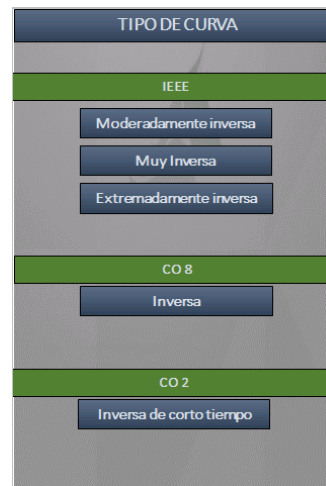 TIPO DE CURVA
IEEE
Moderadamente inversa
Muy Inversa
Extremadamente inversa
CO 8
Inversa
CO 2
Inversa de corto tiempo